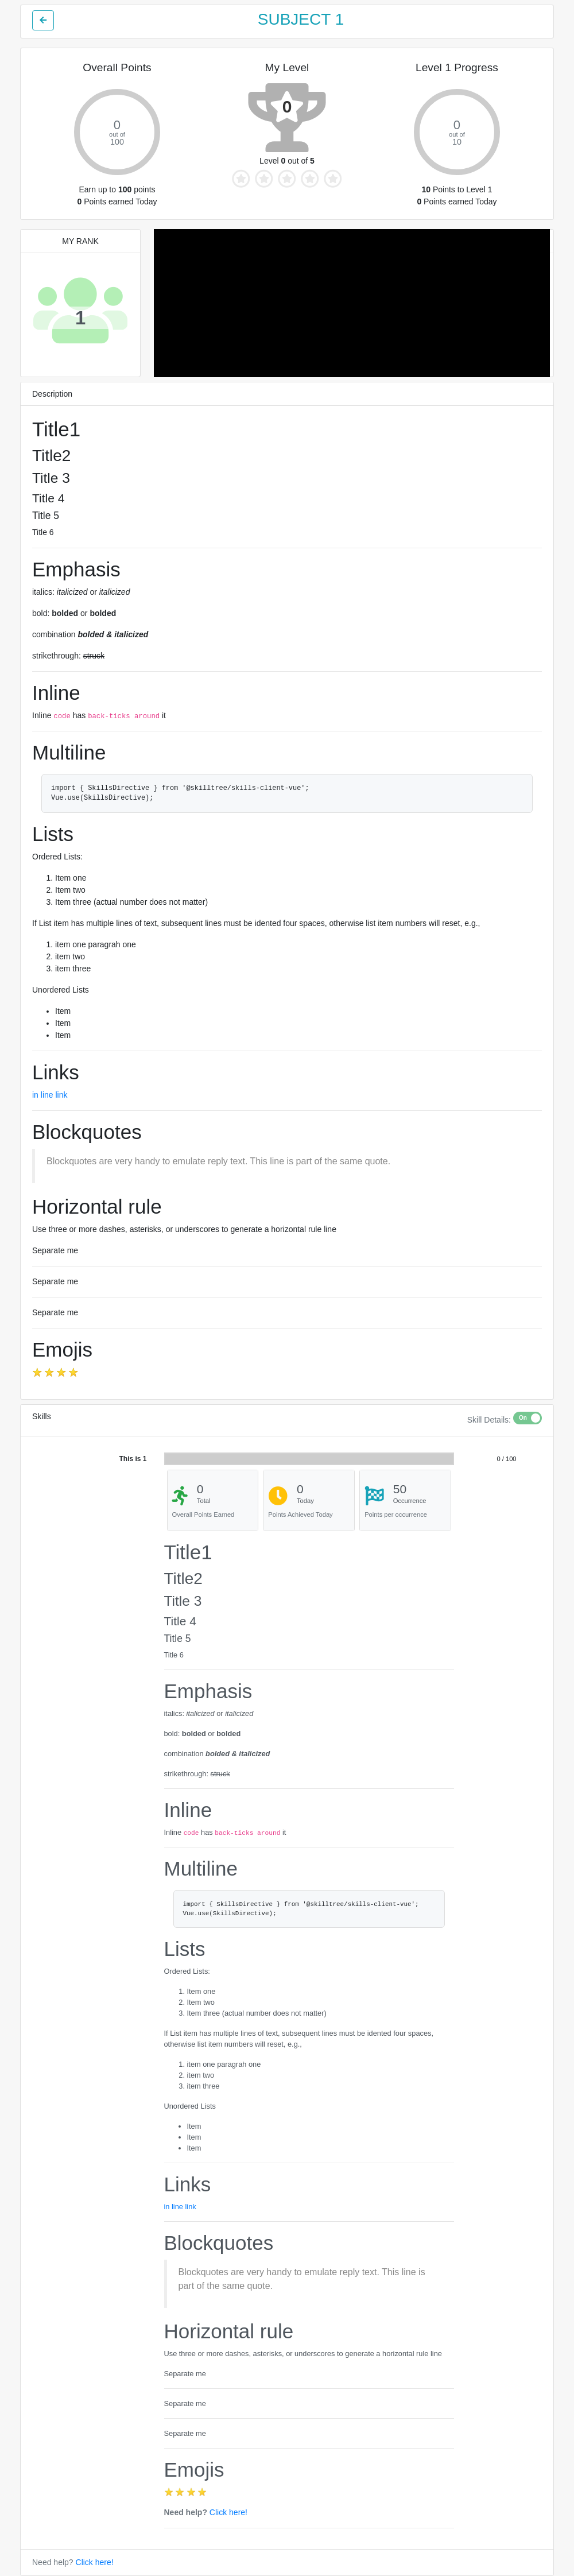 SUBJECT 1
Overall Points
My Level
Level 1 Progress
0
out of
100
0
0
out of
10
Level 0 out of 5
Earn up to 100 points
0 Points earned Today
10 Points to Level 1
0 Points earned Today
MY RANK
1
Description
Title1
Title2
Title 3
Title 4
Title 5
Title 6
Emphasis
italics: italicized or italicized
bold: bolded or bolded
combination bolded & italicized
strikethrough: struck
Inline
Inline code has back-ticks around it
Multiline
import { SkillsDirective } from '@skilltree/skills-client-vue';
Vue.use(SkillsDirective);
Lists
Ordered Lists:
1. Item one
2. Item two
3. Item three (actual number does not matter)
If List item has multiple lines of text, subsequent lines must be idented four spaces, otherwise list item numbers will reset, e.g.,
1. item one paragrah one
2. item two
3. item three
Unordered Lists
• Item
• Item
• Item
Links
in line link
Blockquotes
Blockquotes are very handy to emulate reply text. This line is part of the same quote.
Horizontal rule
Use three or more dashes, asterisks, or underscores to generate a horizontal rule line
Separate me
Separate me
Separate me
Emojis
⭐ ⭐ ⭐ ⭐
Skills
Skill Details: On
This is 1
0 / 100
0
Total
Overall Points Earned
0
Today
Points Achieved Today
50
Occurrence
Points per occurrence
Title1
Title2
Title 3
Title 4
Title 5
Title 6
Emphasis
italics: italicized or italicized
bold: bolded or bolded
combination bolded & italicized
strikethrough: struck
Inline
Inline code has back-ticks around it
Multiline
import { SkillsDirective } from '@skilltree/skills-client-vue';
Vue.use(SkillsDirective);
Lists
Ordered Lists:
1. Item one
2. Item two
3. Item three (actual number does not matter)
If List item has multiple lines of text, subsequent lines must be idented four spaces,
otherwise list item numbers will reset, e.g.,
1. item one paragrah one
2. item two
3. item three
Unordered Lists
• Item
• Item
• Item
Links
in line link
Blockquotes
Blockquotes are very handy to emulate reply text. This line is
part of the same quote.
Horizontal rule
Use three or more dashes, asterisks, or underscores to generate a horizontal rule line
Separate me
Separate me
Separate me
Emojis
⭐ ⭐ ⭐ ⭐
Need help? Click here!
Need help? Click here!